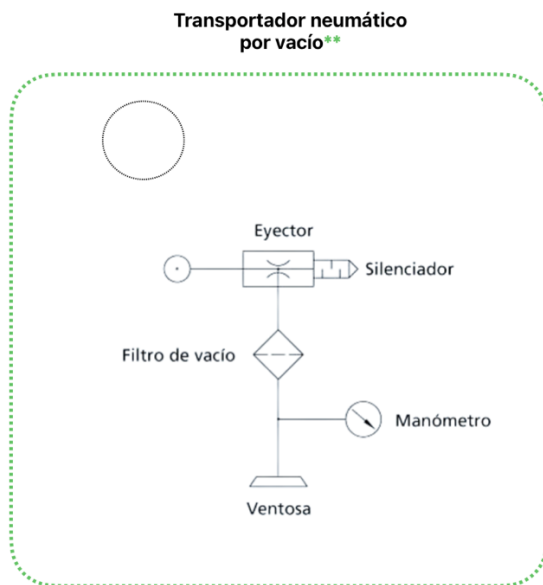 Transportador neumático
por vacío**
Eyector
Silenciador
Filtro de vacío
Manómetro
Ventosa